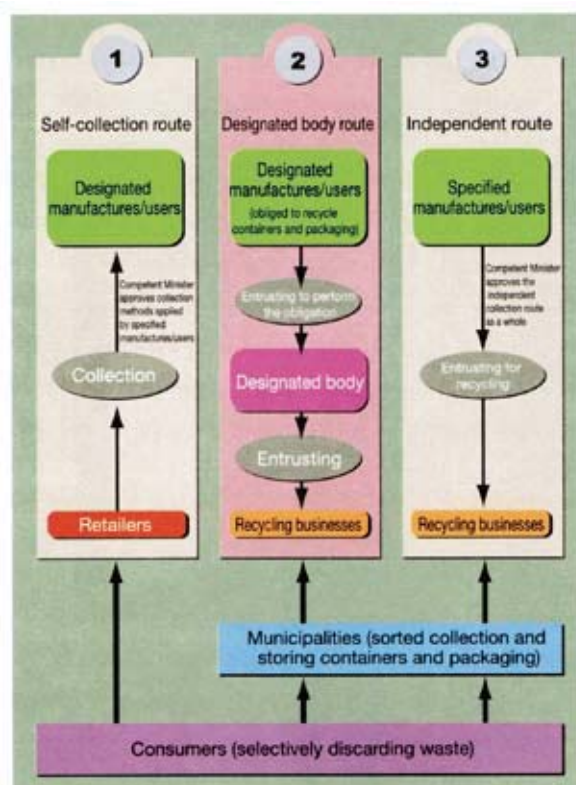 1
Self-collection route
Designated
manufactures/users
Competent Minister
approves collection
methods applied
by specified
manufactures/users
Collection
Retailers
2
Designated body route
Designated
manufactures/users
(obliged to recycle
containers and packaging)
Entrusting to perform
the obligation
Designated body
Entrusting
Recycling businesses
3
Independent route
Specified
manufactures/users
Competent Minister
approves the
independent
collection route
as a whole
Entrusting for
recycling
Recycling businesses
Municipalities (sorted collection and
storing containers and packaging)
Consumers (selectively discarding waste)